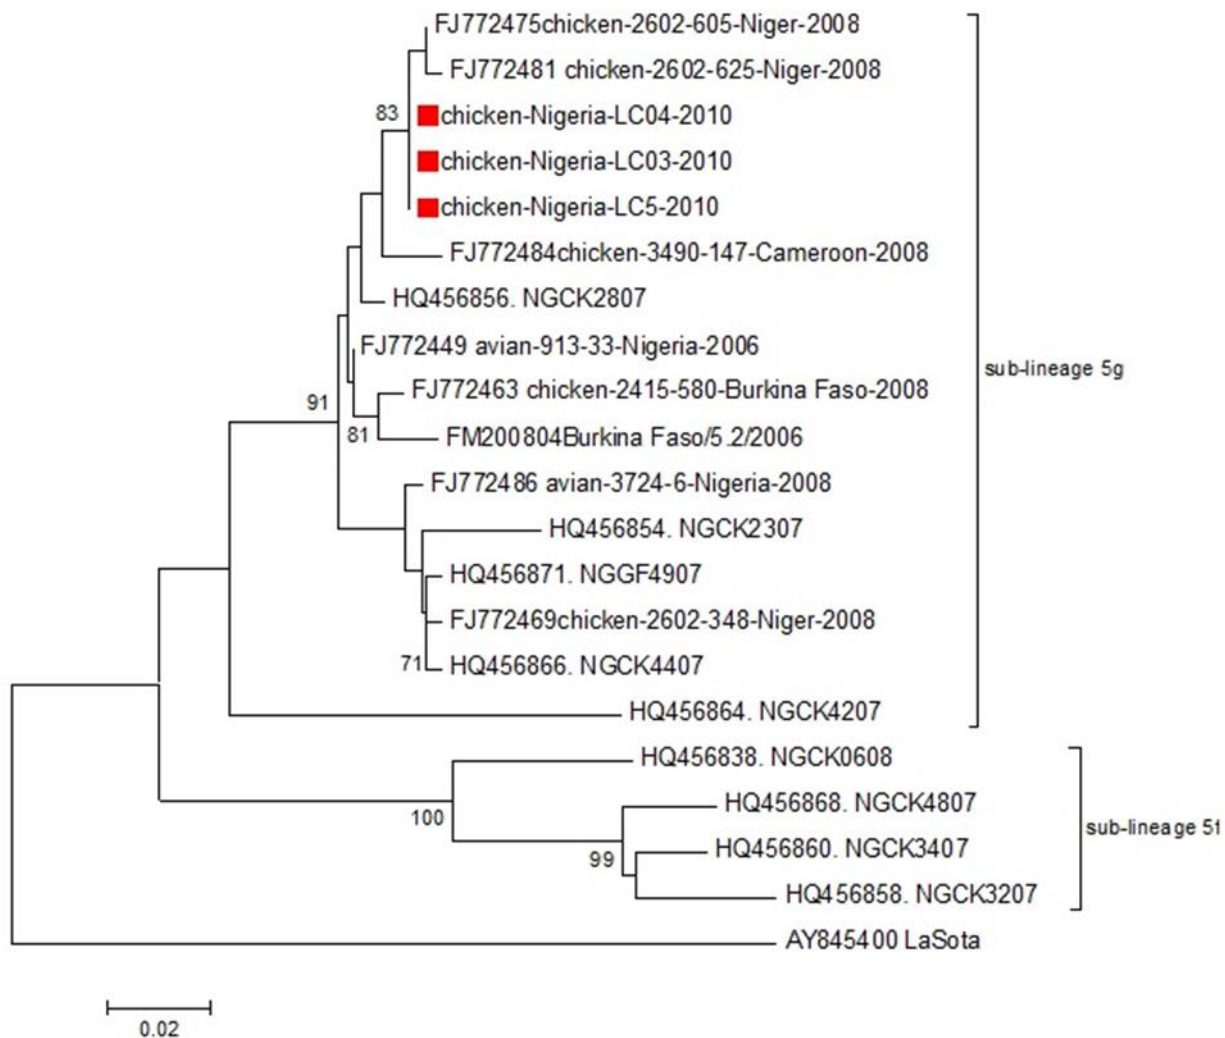 FJ772475chicken-2602-605-Niger-2008
FJ772481 chicken-2602-625-Niger-2008
83
chicken-Nigeria-LC04-2010
chicken-Nigeria-LC03-2010
chicken-Nigeria-LC5-2010
FJ772484chicken-3490-147-Cameroon-2008
HQ456856. NGCK2807
FJ772449 avian-913-33-Nigeria-2006
sub-lineage 5g
FJ772463 chicken-2415-580-Burkina Faso-2008
91
81
FM200804Burkina Faso/5.2/2006
FJ772486 avian-3724-6-Nigeria-2008
HQ456854. NGCK2307
HQ456871. NGGF4907
FJ772469chicken-2602-348-Niger-2008
71
HQ456866. NGCK4407
HQ456864. NGCK4207
HQ456838. NGCK0608
HQ456868. NGCK4807
100
sub-lineage 5f
HQ456860. NGCK3407
99
HQ456858. NGCK3207
AY845400 LaSota
0.02